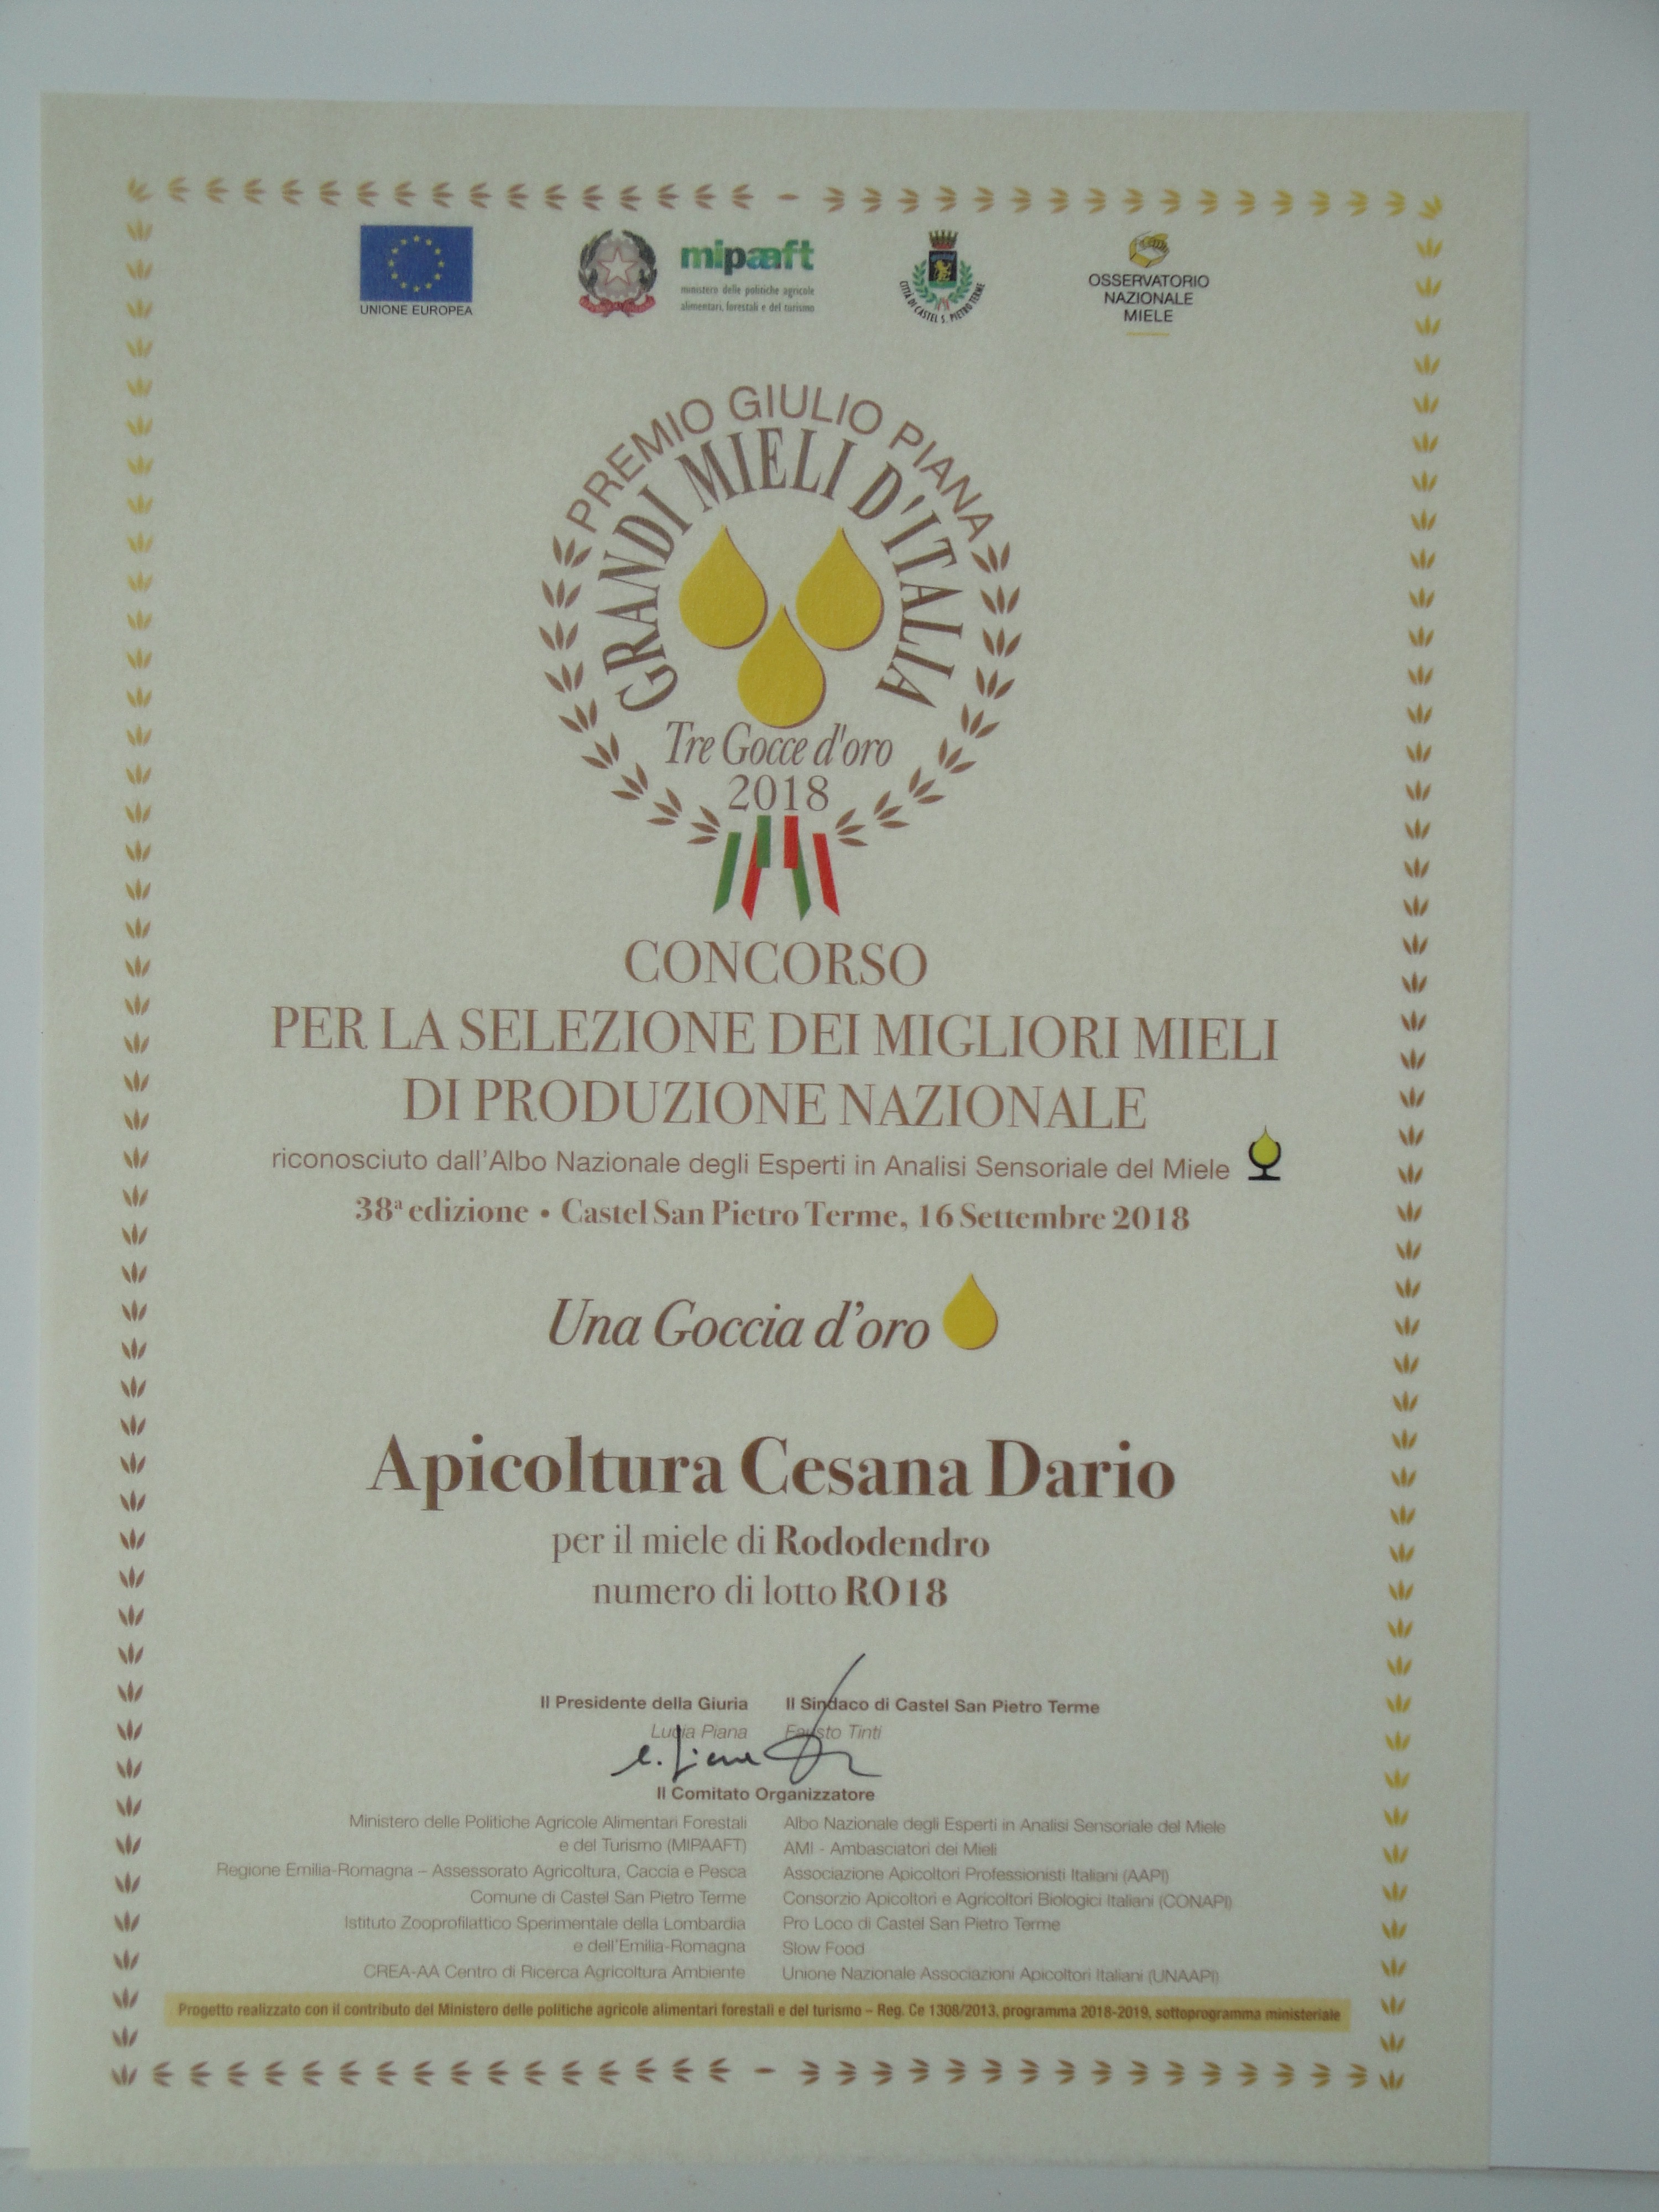 UNIONE EUROPEA
mipaaft
ministero delle politiche agricole
alimentari, forestali e del turismo
CITTÀ DI CASTEL S. PIETRO TERME
OSSERVATORIO
NAZIONALE
MIELE
PREMIO GIULIO PIANA
GRANDI MIELI D'ITALIA
Tre Gocce d'oro
2018
CONCORSO
PER LA SELEZIONE DEI MIGLIORI MIELI
DI PRODUZIONE NAZIONALE
riconosciuto dall'Albo Nazionale degli Esperti in Analisi Sensoriale del Miele
38ª edizione • Castel San Pietro Terme, 16 Settembre 2018
Una Goccia d'oro
Apicoltura Cesana Dario
per il miele di Rododendro
numero di lotto RO18
Il Presidente della Giuria
Lucia Piana
Il Sindaco di Castel San Pietro Terme
Fausto Tinti
Il Comitato Organizzatore
Ministero delle Politiche Agricole Alimentari Forestali
e del Turismo (MIPAAFT)
Regione Emilia-Romagna – Assessorato Agricoltura, Caccia e Pesca
Comune di Castel San Pietro Terme
Istituto Zooprofilattico Sperimentale della Lombardia
e dell'Emilia-Romagna
CREA-AA Centro di Ricerca Agricoltura Ambiente
Albo Nazionale degli Esperti in Analisi Sensoriale del Miele
AMI - Ambasciatori dei Mieli
Associazione Apicoltori Professionisti Italiani (AAPI)
Consorzio Apicoltori e Agricoltori Biologici Italiani (CONAPI)
Pro Loco di Castel San Pietro Terme
Slow Food
Unione Nazionale Associazioni Apicoltori Italiani (UNAAPI)
Progetto realizzato con il contributo del Ministero delle politiche agricole alimentari forestali e del turismo – Reg. Ce 1308/2013, programma 2018-2019, sottoprogramma ministeriale